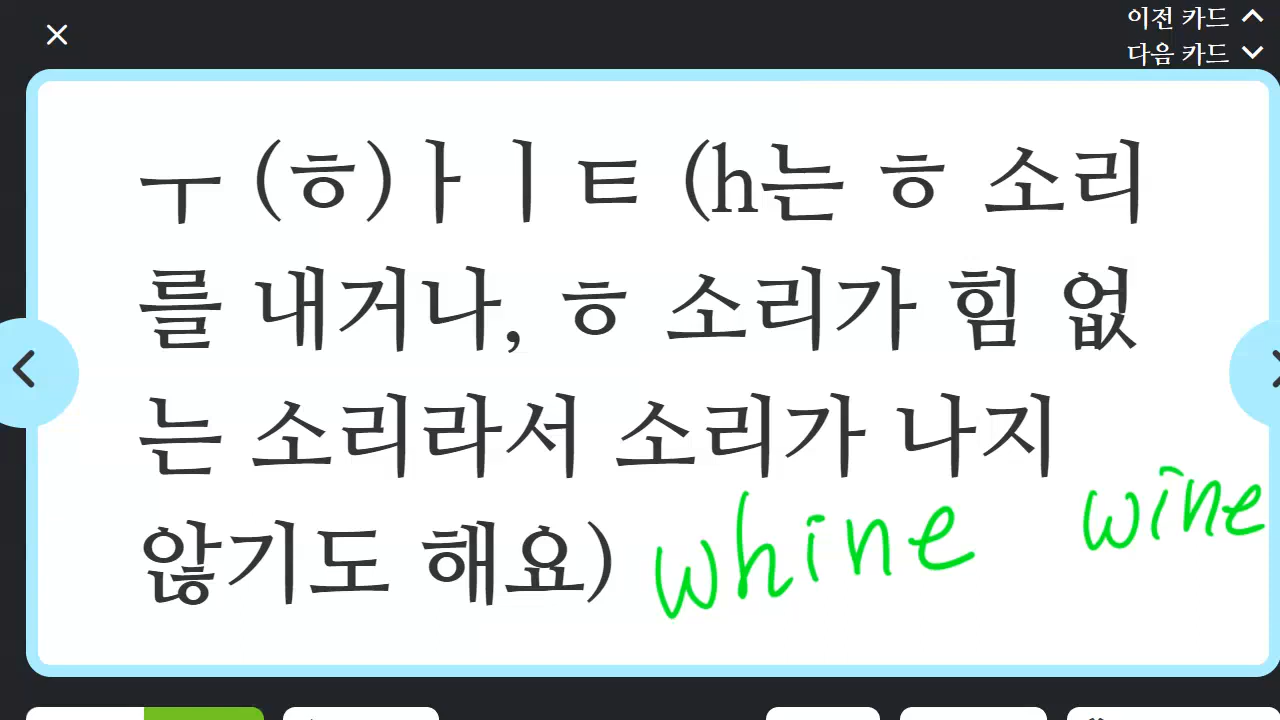 이전 카드
다음 카드
ㅜ (ㅎ)ㅏㅣㅌ (h는 ㅎ 소리
를 내거나, ㅎ 소리가 힘 없
는 소리라서 소리가 나지
않기도 해요) whine wine